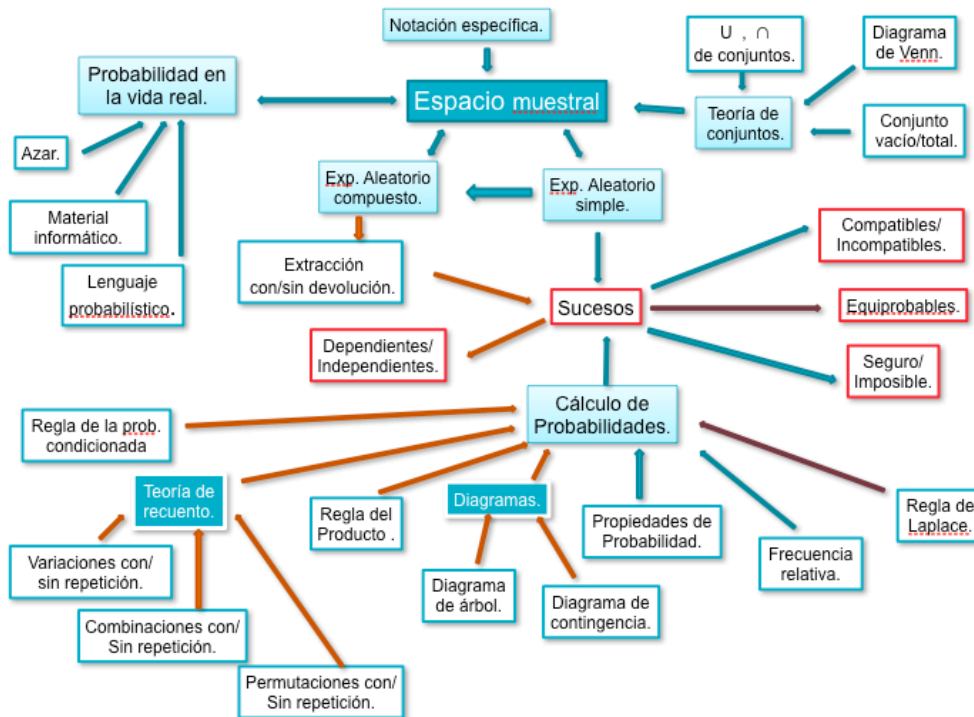 Notación específica.
U , ∩
de conjuntos.
Diagrama
de Venn.
Probabilidad en
la vida real.
Espacio muestral
Teoría de
conjuntos.
Conjunto
vacío/total.
Azar.
Exp. Aleatorio
compuesto.
Exp. Aleatorio
simple.
Material
informático.
Compatibles/
Incompatibles.
Extracción
con/sin devolución.
Lenguaje
probabilístico.
Sucesos
Equiprobables.
Dependientes/
Independientes.
Seguro/
Imposible.
Cálculo de
Probabilidades.
Regla de la prob.
condicionada
Teoría de
recuento.
Regla del
Producto .
Diagramas.
Propiedades de
Probabilidad.
Regla de
Laplace.
Variaciones con/
sin repetición.
Frecuencia
relativa.
Diagrama
de árbol.
Diagrama de
contingencia.
Combinaciones con/
Sin repetición.
Permutaciones con/
Sin repetición.